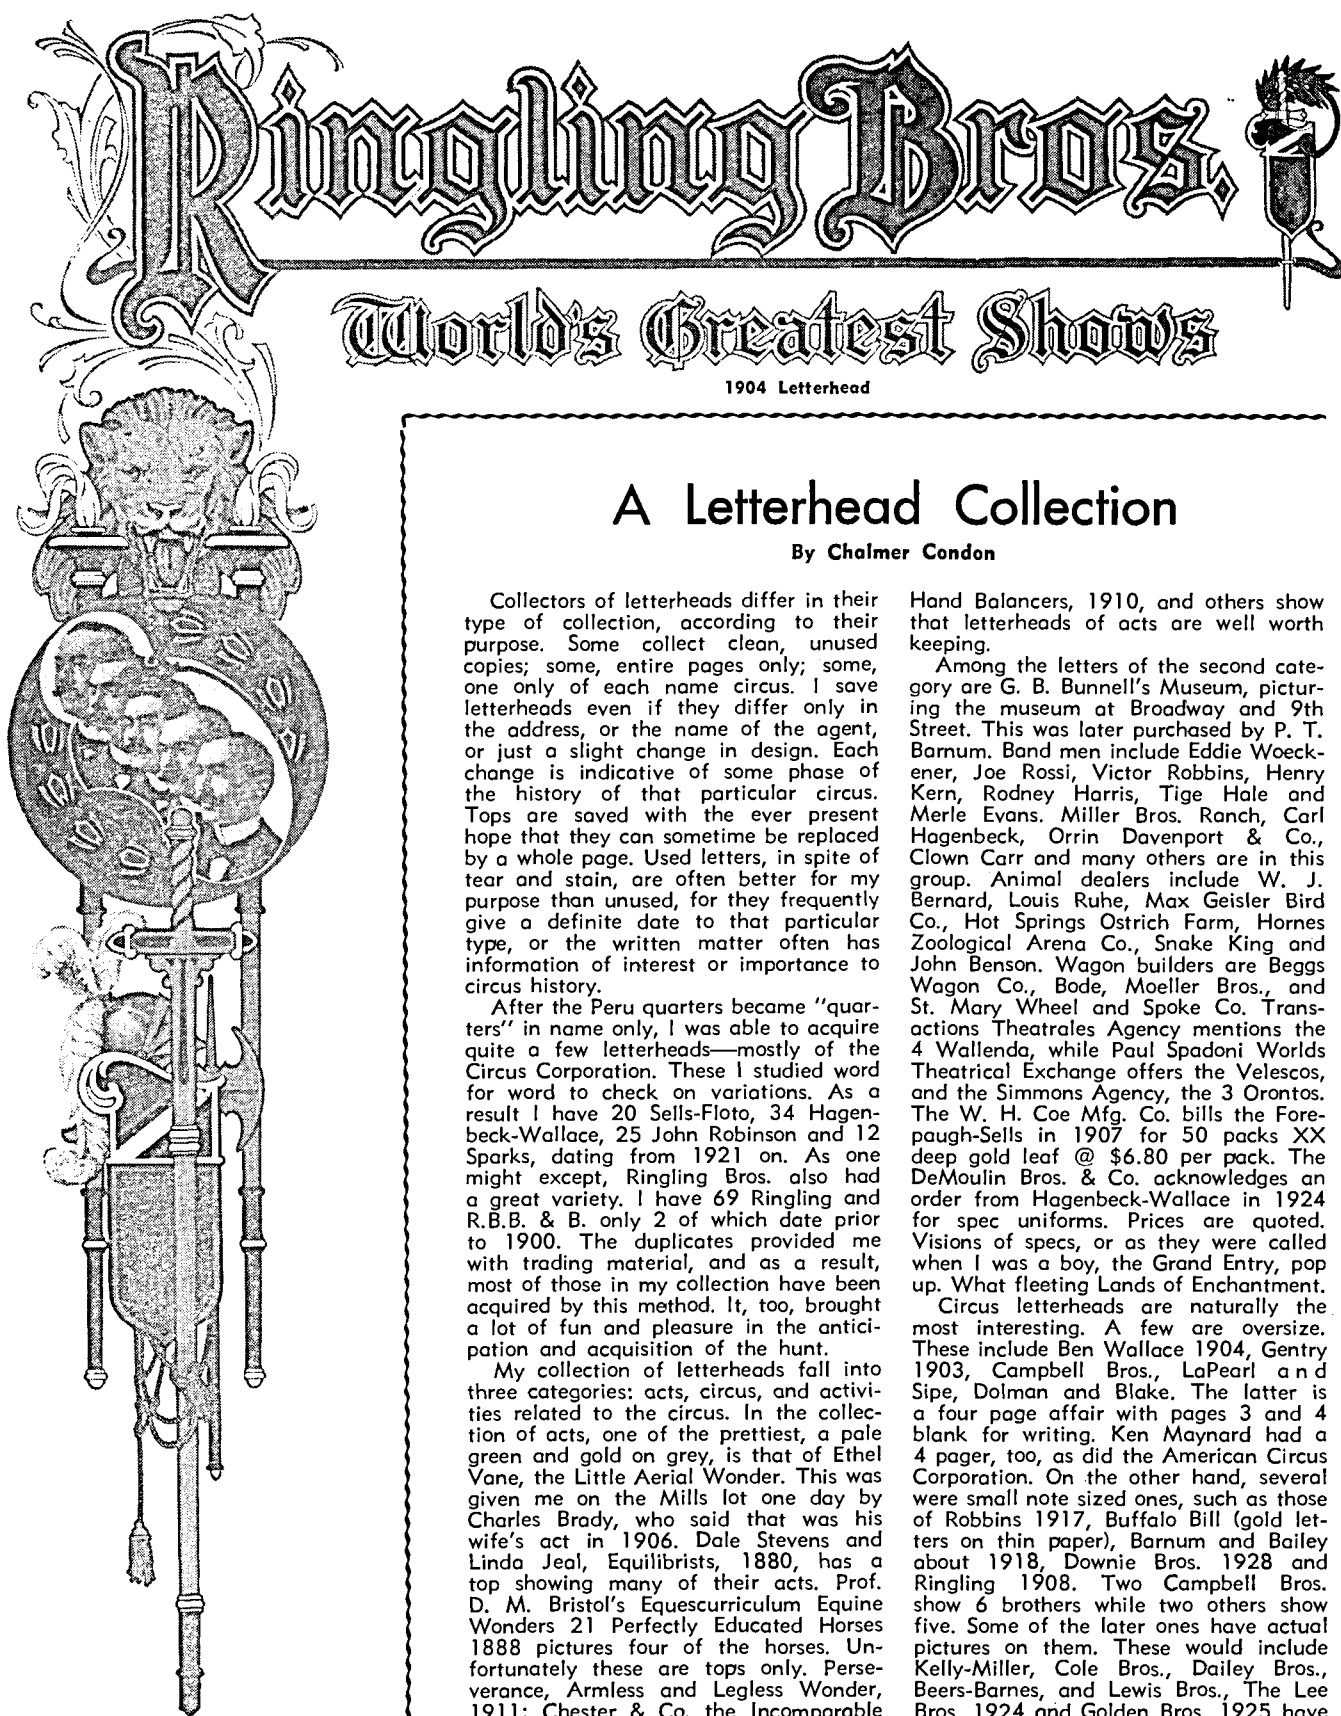 Ringling Bros.
World's Greatest Shows
1904 Letterhead
A Letterhead Collection
By Chalmer Condon
Collectors of letterheads differ in their
type of collection, according to their
purpose. Some collect clean, unused
copies; some, entire pages only; some,
one only of each name circus. I save
letterheads even if they differ only in
the address, or the name of the agent,
or just a slight change in design. Each
change is indicative of some phase of
the history of that particular circus.
Tops are saved with the ever present
hope that they can sometime be replaced
by a whole page. Used letters, in spite of
tear and stain, are often better for my
purpose than unused, for they frequently
give a definite date to that particular
type, or the written matter often has
information of interest or importance to
circus history.
After the Peru quarters became "quar-
ters" in name only, I was able to acquire
quite a few letterheads—mostly of the
Circus Corporation. These I studied word
for word to check on variations. As a
result I have 20 Sells-Floto, 34 Hagen-
beck-Wallace, 25 John Robinson and 12
Sparks, dating from 1921 on. As one
might except, Ringling Bros. also had
a great variety. I have 69 Ringling and
R.B.B. & B. only 2 of which date prior
to 1900. The duplicates provided me
with trading material, and as a result,
most of those in my collection have been
acquired by this method. It, too, brought
a lot of fun and pleasure in the antici-
pation and acquisition of the hunt.
My collection of letterheads fall into
three categories: acts, circus, and activi-
ties related to the circus. In the collec-
tion of acts, one of the prettiest, a pale
green and gold on grey, is that of Ethel
Vane, the Little Aerial Wonder. This was
given me on the Mills lot one day by
Charles Brady, who said that was his
wife's act in 1906. Dale Stevens and
Linda Jeal, Equilibrists, 1880, has a
top showing many of their acts. Prof.
D. M. Bristol's Equescurriculum Equine
Wonders 21 Perfectly Educated Horses
1888 pictures four of the horses. Un-
fortunately these are tops only. Perse-
verance, Armless and Legless Wonder,
1911; Chester & Co. the Incomparable
Hand Balancers, 1910, and others show
that letterheads of acts are well worth
keeping.
Among the letters of the second cate-
gory are G. B. Bunnell's Museum, pictur-
ing the museum at Broadway and 9th
Street. This was later purchased by P. T.
Barnum. Band men include Eddie Woeck-
ener, Joe Rossi, Victor Robbins, Henry
Kern, Rodney Harris, Tige Hale and
Merle Evans. Miller Bros. Ranch, Carl
Hagenbeck, Orrin Davenport & Co.,
Clown Carr and many others are in this
group. Animal dealers include W. J.
Bernard, Louis Ruhe, Max Geisler Bird
Co., Hot Springs Ostrich Farm, Hornes
Zoological Arena Co., Snake King and
John Benson. Wagon builders are Beggs
Wagon Co., Bode, Moeller Bros., and
St. Mary Wheel and Spoke Co. Trans-
actions Theatrales Agency mentions the
4 Wallenda, while Paul Spadoni Worlds
Theatrical Exchange offers the Velescos,
and the Simmons Agency, the 3 Orontos.
The W. H. Coe Mfg. Co. bills the Fore-
paugh-Sells in 1907 for 50 packs XX
deep gold leaf @ $6.80 per pack. The
DeMoulin Bros. & Co. acknowledges an
order from Hagenbeck-Wallace in 1924
for spec uniforms. Prices are quoted.
Visions of specs, or as they were called
when I was a boy, the Grand Entry, pop
up. What fleeting Lands of Enchantment.
Circus letterheads are naturally the
most interesting. A few are oversize.
These include Ben Wallace 1904, Gentry
1903, Campbell Bros., LaPearl and
Sipe, Dolman and Blake. The latter is
a four page affair with pages 3 and 4
blank for writing. Ken Maynard had a
4 pager, too, as did the American Circus
Corporation. On the other hand, several
were small note sized ones, such as those
of Robbins 1917, Buffalo Bill (gold let-
ters on thin paper), Barnum and Bailey
about 1918, Downie Bros. 1928 and
Ringling 1908. Two Campbell Bros.
show 6 brothers while two others show
five. Some of the later ones have actual
pictures on them. These would include
Kelly-Miller, Cole Bros., Dailey Bros.,
Beers-Barnes, and Lewis Bros., The Lee
Bros. 1924 and Golden Bros. 1925 have